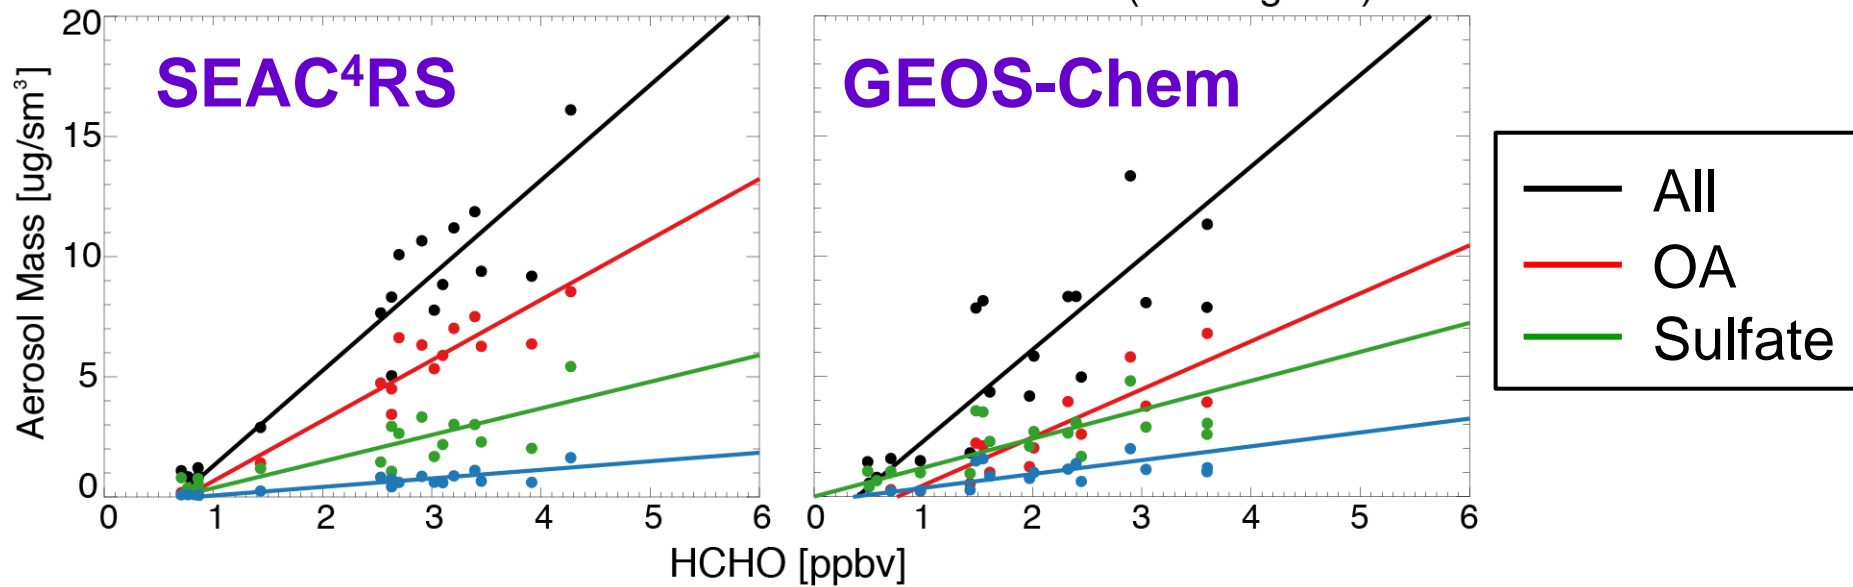 SEAC⁴RS
GEOS-Chem
Aerosol Mass [ug/sm³]
20
15
10
5
0
0 1 2 3 4 5 6
0 1 2 3 4 5 6
HCHO [ppbv]
All
OA
Sulfate